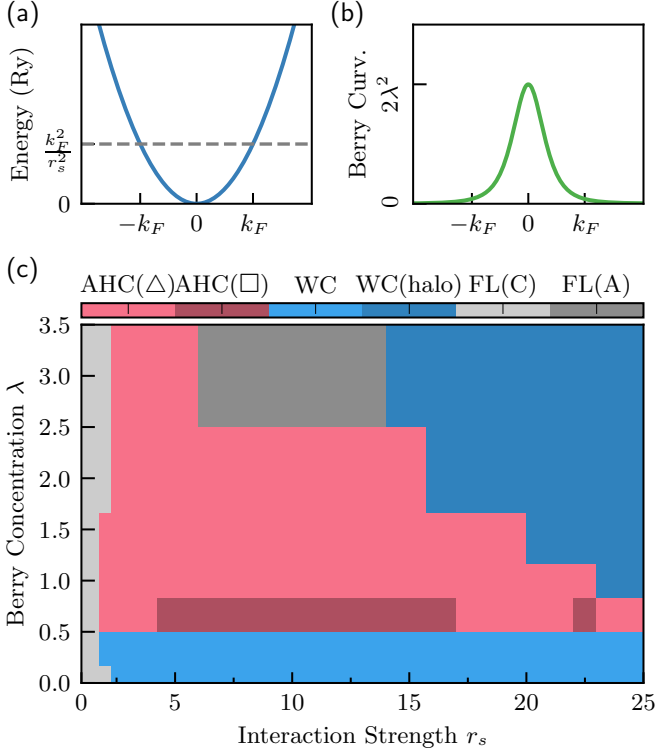 (a)
Energy (Ry)
k_F^2/r_s^2
0
−k_F 0 k_F
(b)
Berry Curv.
2λ²
0
−k_F 0 k_F
(c)
AHC(△) AHC(□) WC WC(halo) FL(C) FL(A)
Berry Concentration λ
3.5
3.0
2.5
2.0
1.5
1.0
0.5
0.0
0 5 10 15 20 25
Interaction Strength r_s